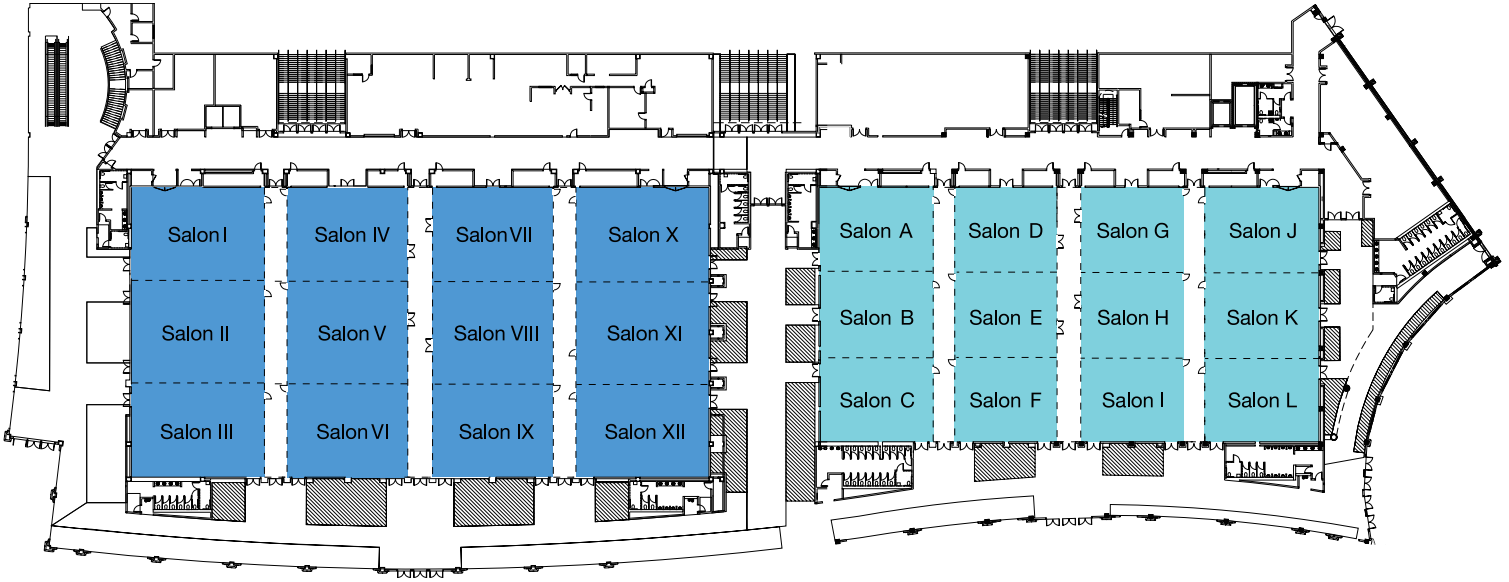 Salon I
Salon IV
Salon VII
Salon X
Salon II
Salon V
Salon VIII
Salon XI
Salon III
Salon VI
Salon IX
Salon XII
Salon A
Salon D
Salon G
Salon J
Salon B
Salon E
Salon H
Salon K
Salon C
Salon F
Salon I
Salon L